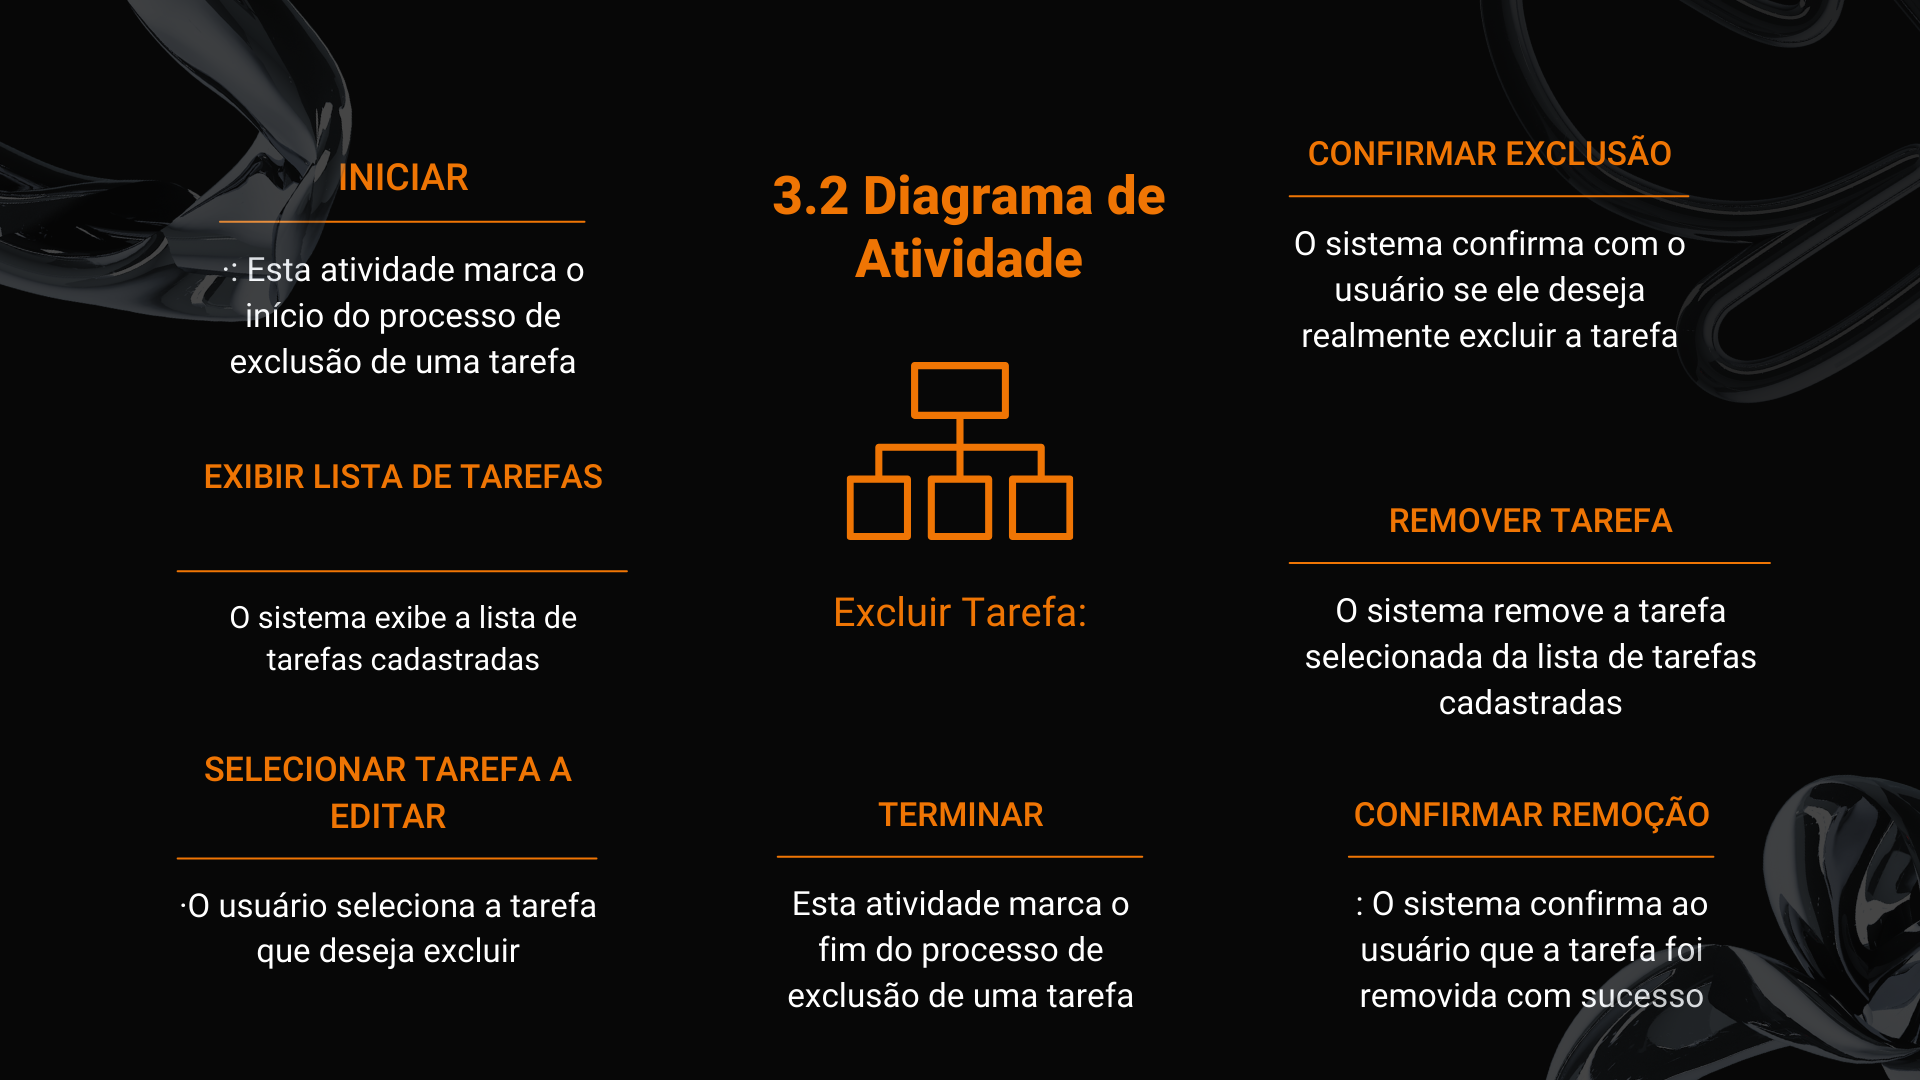 3.2 Diagrama de
Atividade
Excluir Tarefa:
INICIAR
·: Esta atividade marca o
início do processo de
exclusão de uma tarefa
EXIBIR LISTA DE TAREFAS
O sistema exibe a lista de
tarefas cadastradas
SELECIONAR TAREFA A
EDITAR
·O usuário seleciona a tarefa
que deseja excluir
CONFIRMAR EXCLUSÃO
O sistema confirma com o
usuário se ele deseja
realmente excluir a tarefa
REMOVER TAREFA
O sistema remove a tarefa
selecionada da lista de tarefas
cadastradas
CONFIRMAR REMOÇÃO
: O sistema confirma ao
usuário que a tarefa foi
removida com sucesso
TERMINAR
Esta atividade marca o
fim do processo de
exclusão de uma tarefa